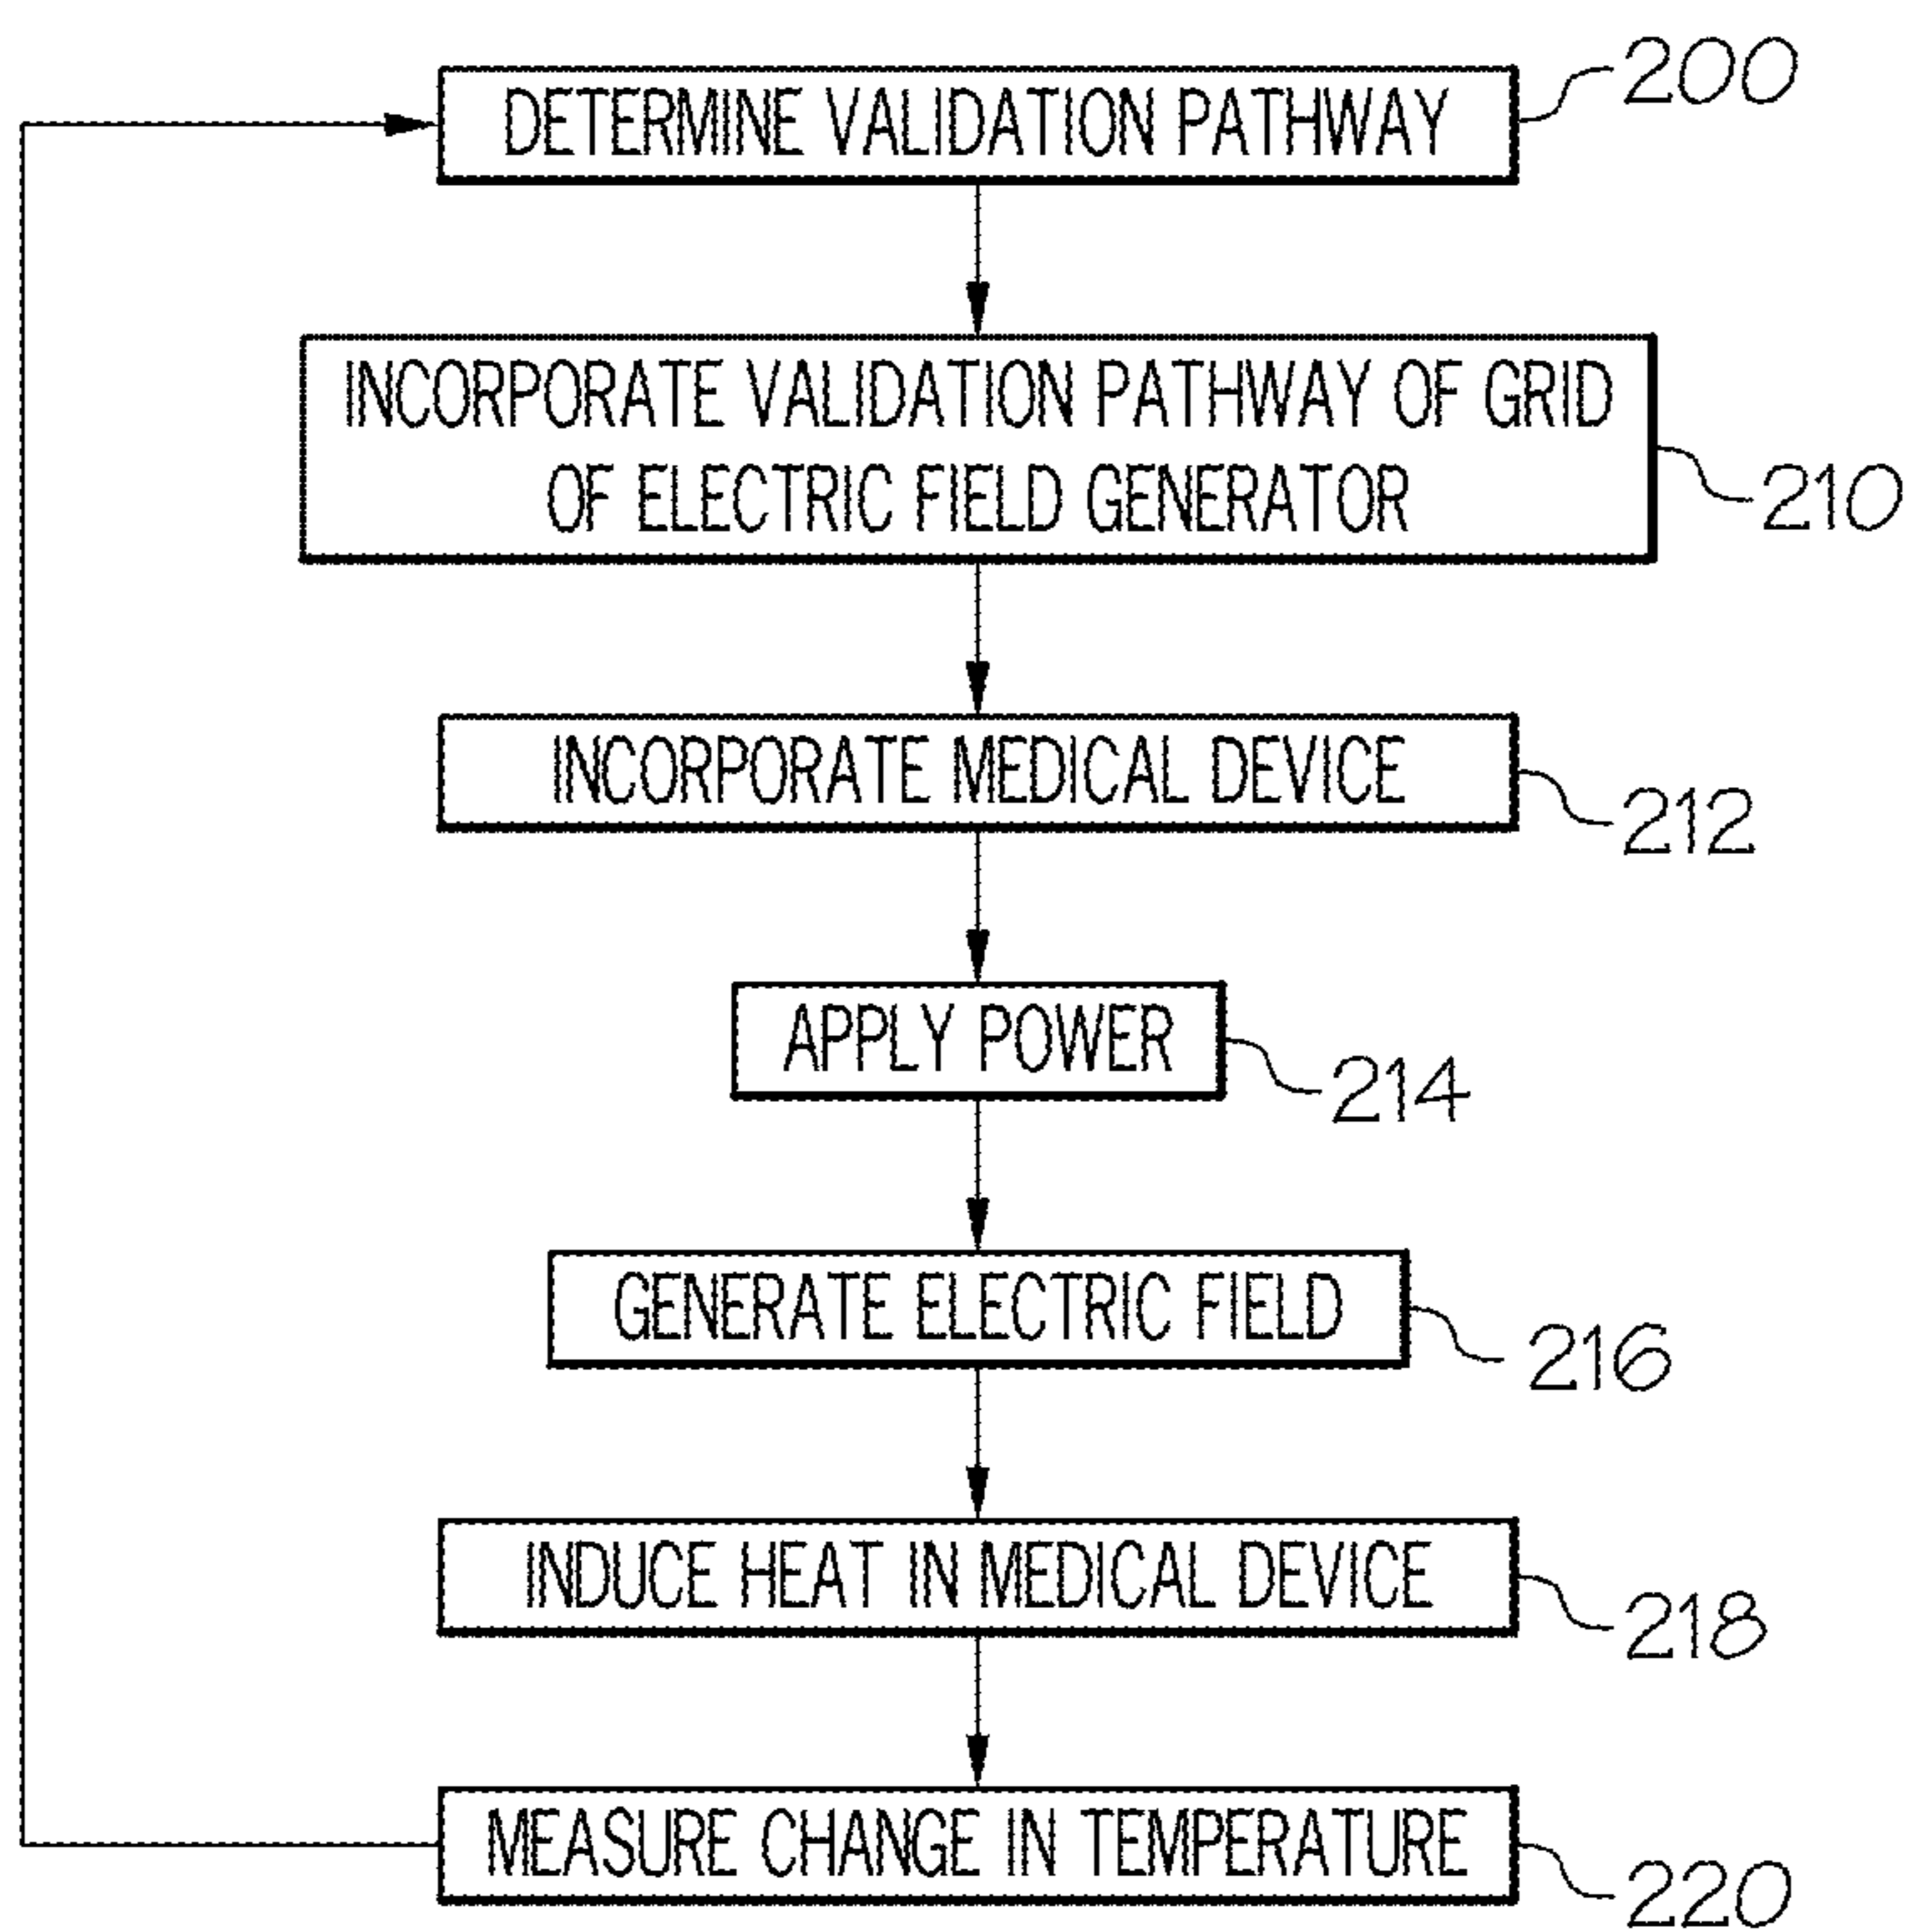 DETERMINE VALIDATION PATHWAY
200
INCORPORATE VALIDATION PATHWAY OF GRID
OF ELECTRIC FIELD GENERATOR
210
INCORPORATE MEDICAL DEVICE
212
APPLY POWER
214
GENERATE ELECTRIC FIELD
216
INDUCE HEAT IN MEDICAL DEVICE
218
MEASURE CHANGE IN TEMPERATURE
220